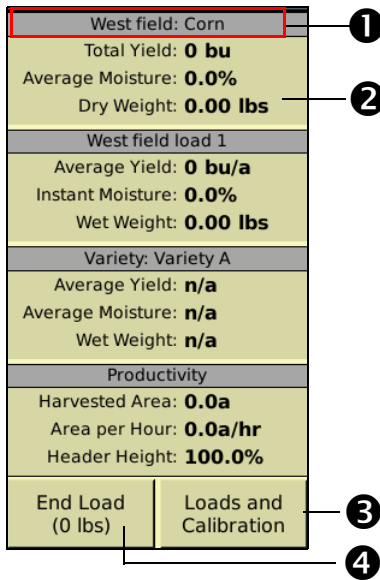 West field: Corn
Total Yield: 0 bu
Average Moisture: 0.0%
Dry Weight: 0.00 lbs
West field load 1
Average Yield: 0 bu/a
Instant Moisture: 0.0%
Wet Weight: 0.00 lbs
Variety: Variety A
Average Yield: n/a
Average Moisture: n/a
Wet Weight: n/a
Productivity
Harvested Area: 0.0a
Area per Hour: 0.0a/hr
Header Height: 100.0%
End Load
(0 lbs)
Loads and
Calibration
1
2
3
4